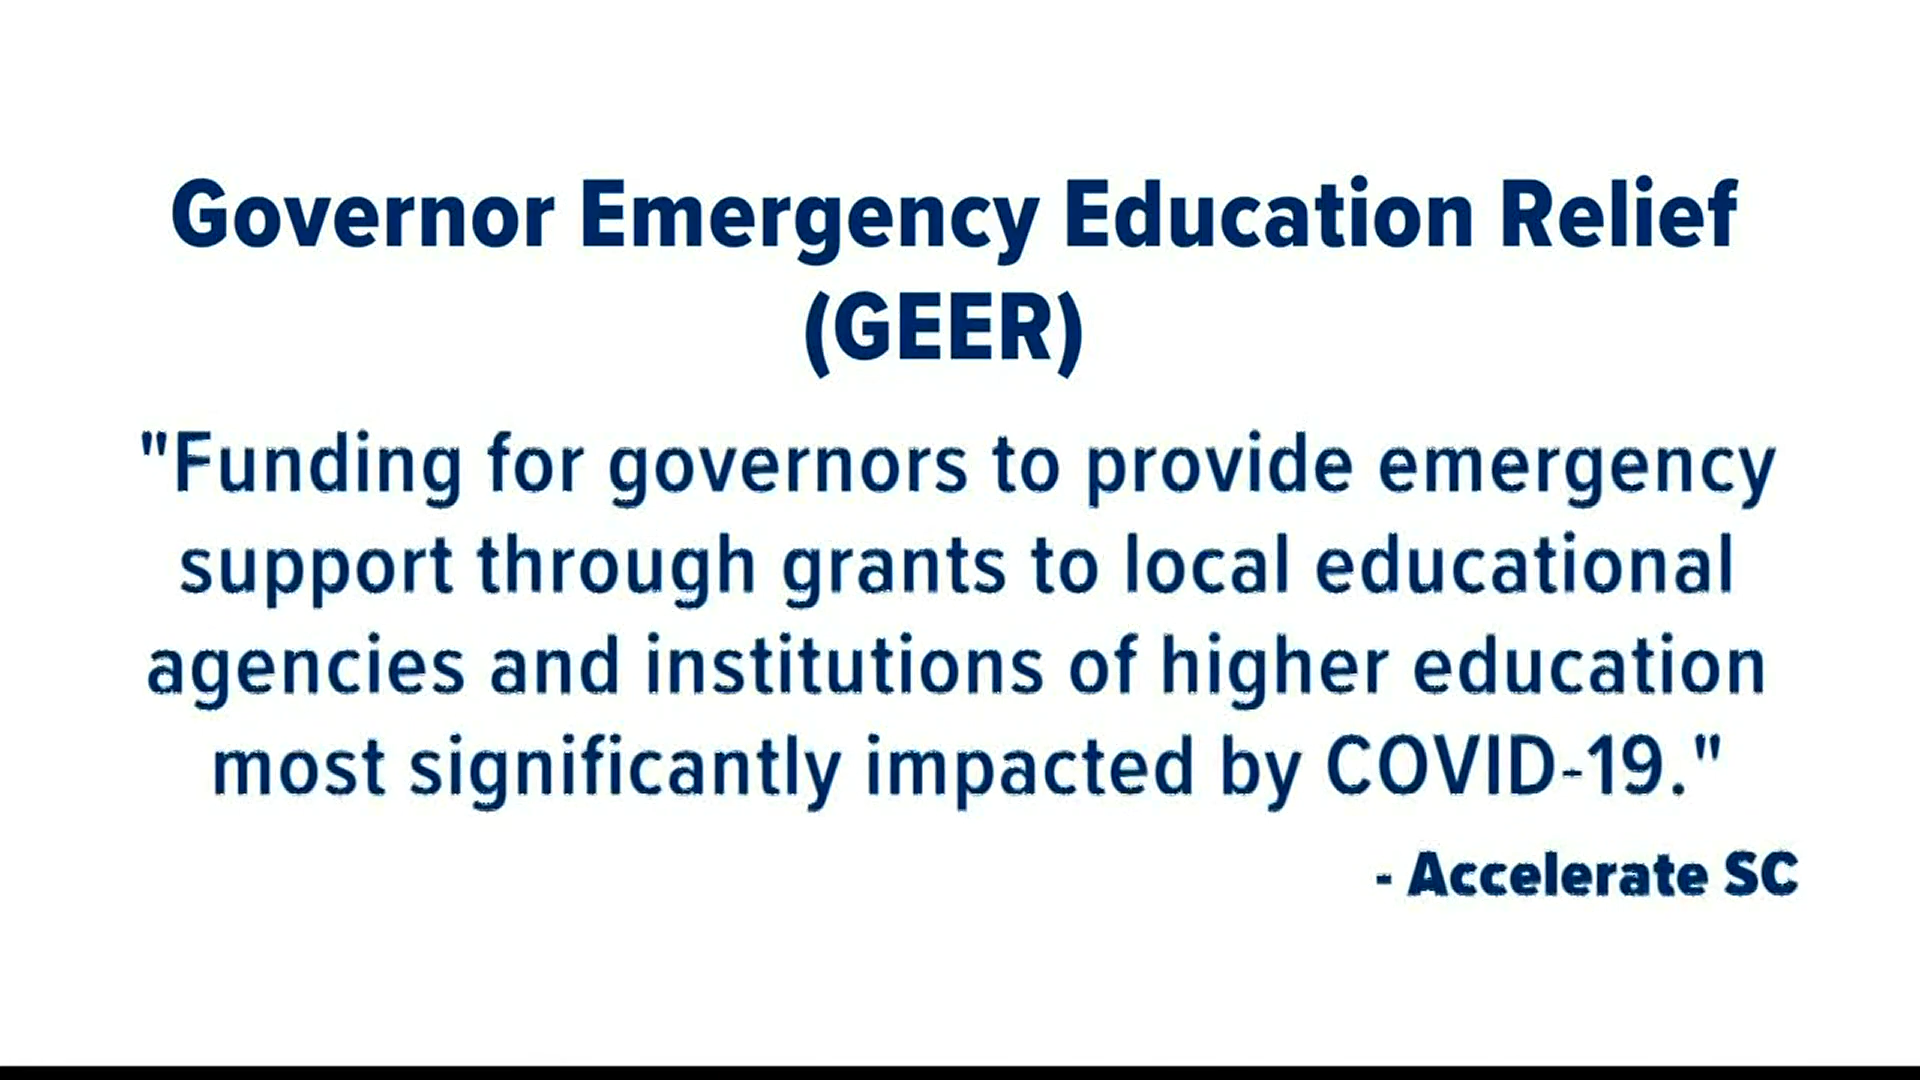 Governor Emergency Education Relief
(GEER)
"Funding for governors to provide emergency
support through grants to local educational
agencies and institutions of higher education
most significantly impacted by COVID-19."
- Accelerate SC